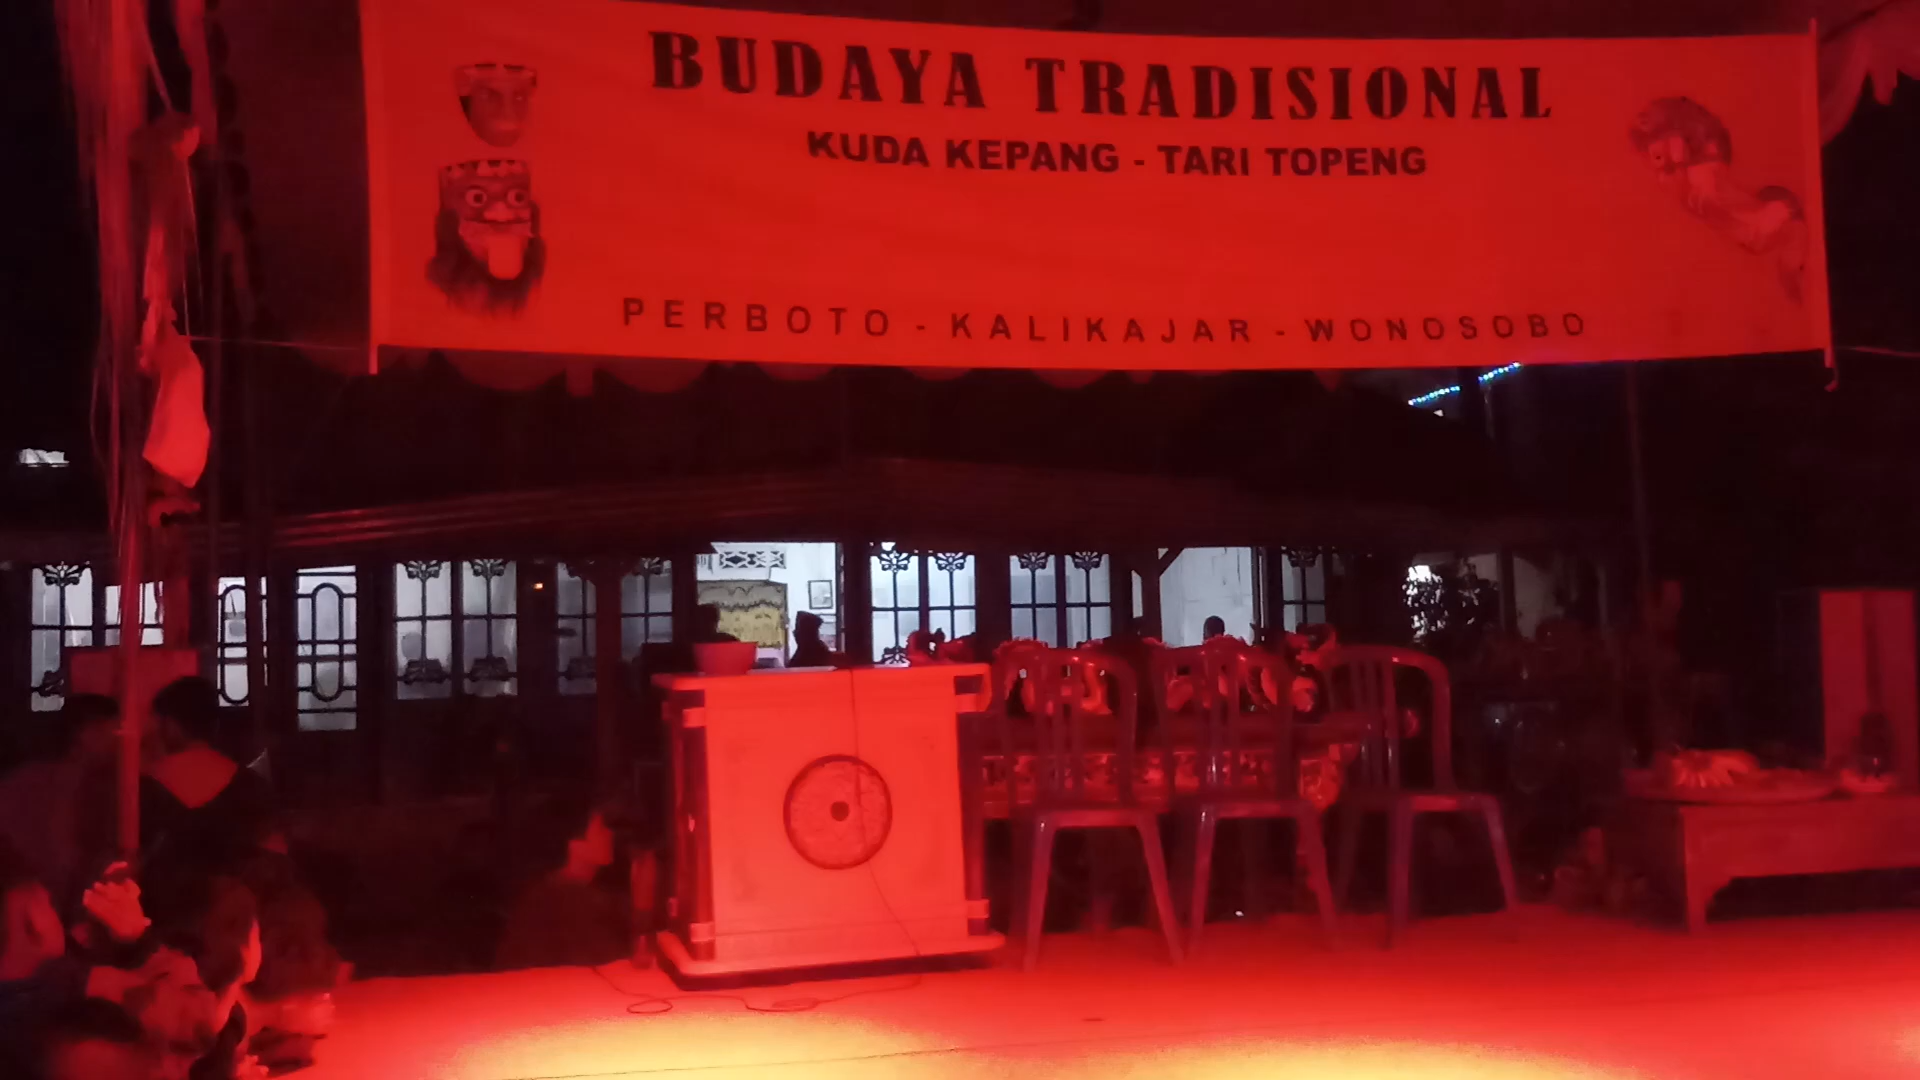 BUDAYA TRADISIONAL
KUDA KEPANG - TARI TOPENG
PERBOTO - KALIKAJAR - WONOSOBO